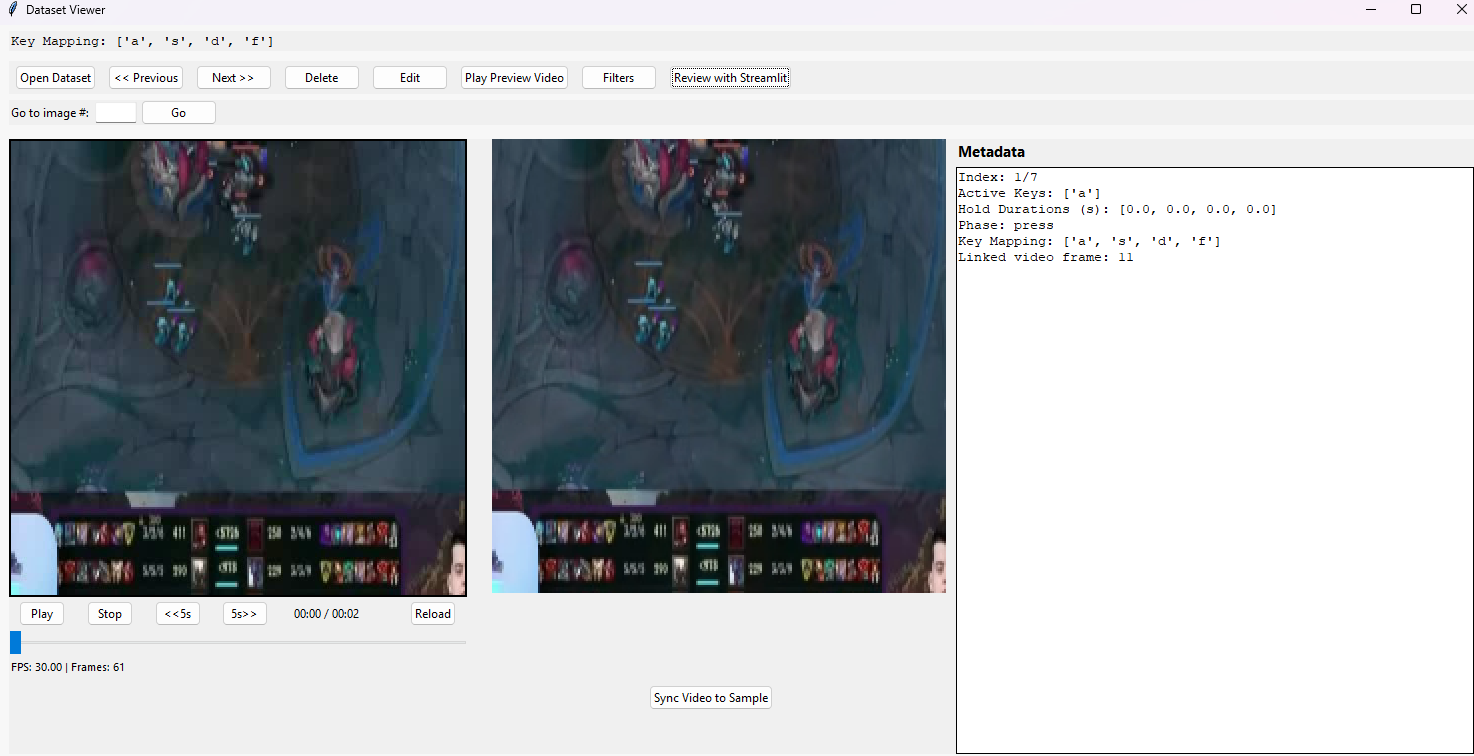 Dataset Viewer
Key Mapping: ['a', 's', 'd', 'f']
Open Dataset << Previous Next >> Delete Edit Play Preview Video Filters Review with Streamlit
Go to image #: Go
Metadata
Index: 1/7
Active Keys: ['a']
Hold Durations (s): [0.0, 0.0, 0.0, 0.0]
Phase: press
Key Mapping: ['a', 's', 'd', 'f']
Linked video frame: 11
411
Play Stop <<5s 5s>> 00:00 / 00:02 Reload
FPS: 30.00 | Frames: 61
Sync Video to Sample